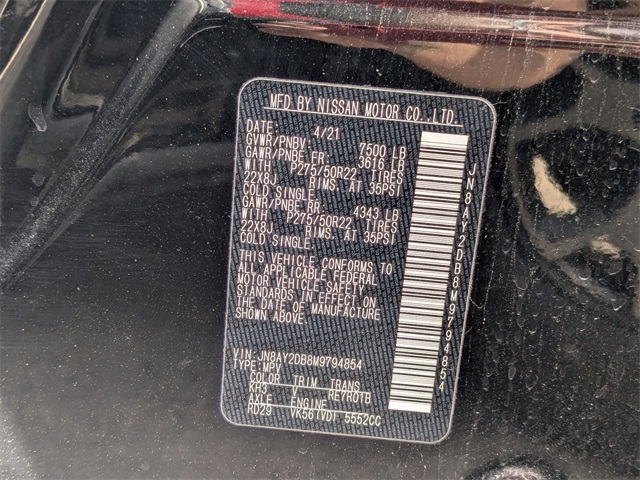 MFD. BY NISSAN MOTOR CO.,LTD.
DATE: 4/21
GVWR/PNBV: 7500 LB
GAWR/PNBE FR: 3616 LB
WITH P275/50R22 TIRES
22X8J RIMS, AT 35PSI
COLD SINGLE
GAWR/PNBE RR: 4343 LB
WITH P275/50R22 TIRES
22X8J RIMS, AT 35PSI
COLD SINGLE
THIS VEHICLE CONFORMS TO
ALL APPLICABLE FEDERAL
MOTOR VEHICLE SAFETY
STANDARDS IN EFFECT ON
THE DATE OF MANUFACTURE
SHOWN ABOVE.
VIN: JN8AY2DB8M9794854
TYPE: MPV
COLOR TRIM TRANS
KH3 RE7R01B
AXLE ENGINE
RD29 VK56(VD) 5552CC
JN8AY2DB8M9794854